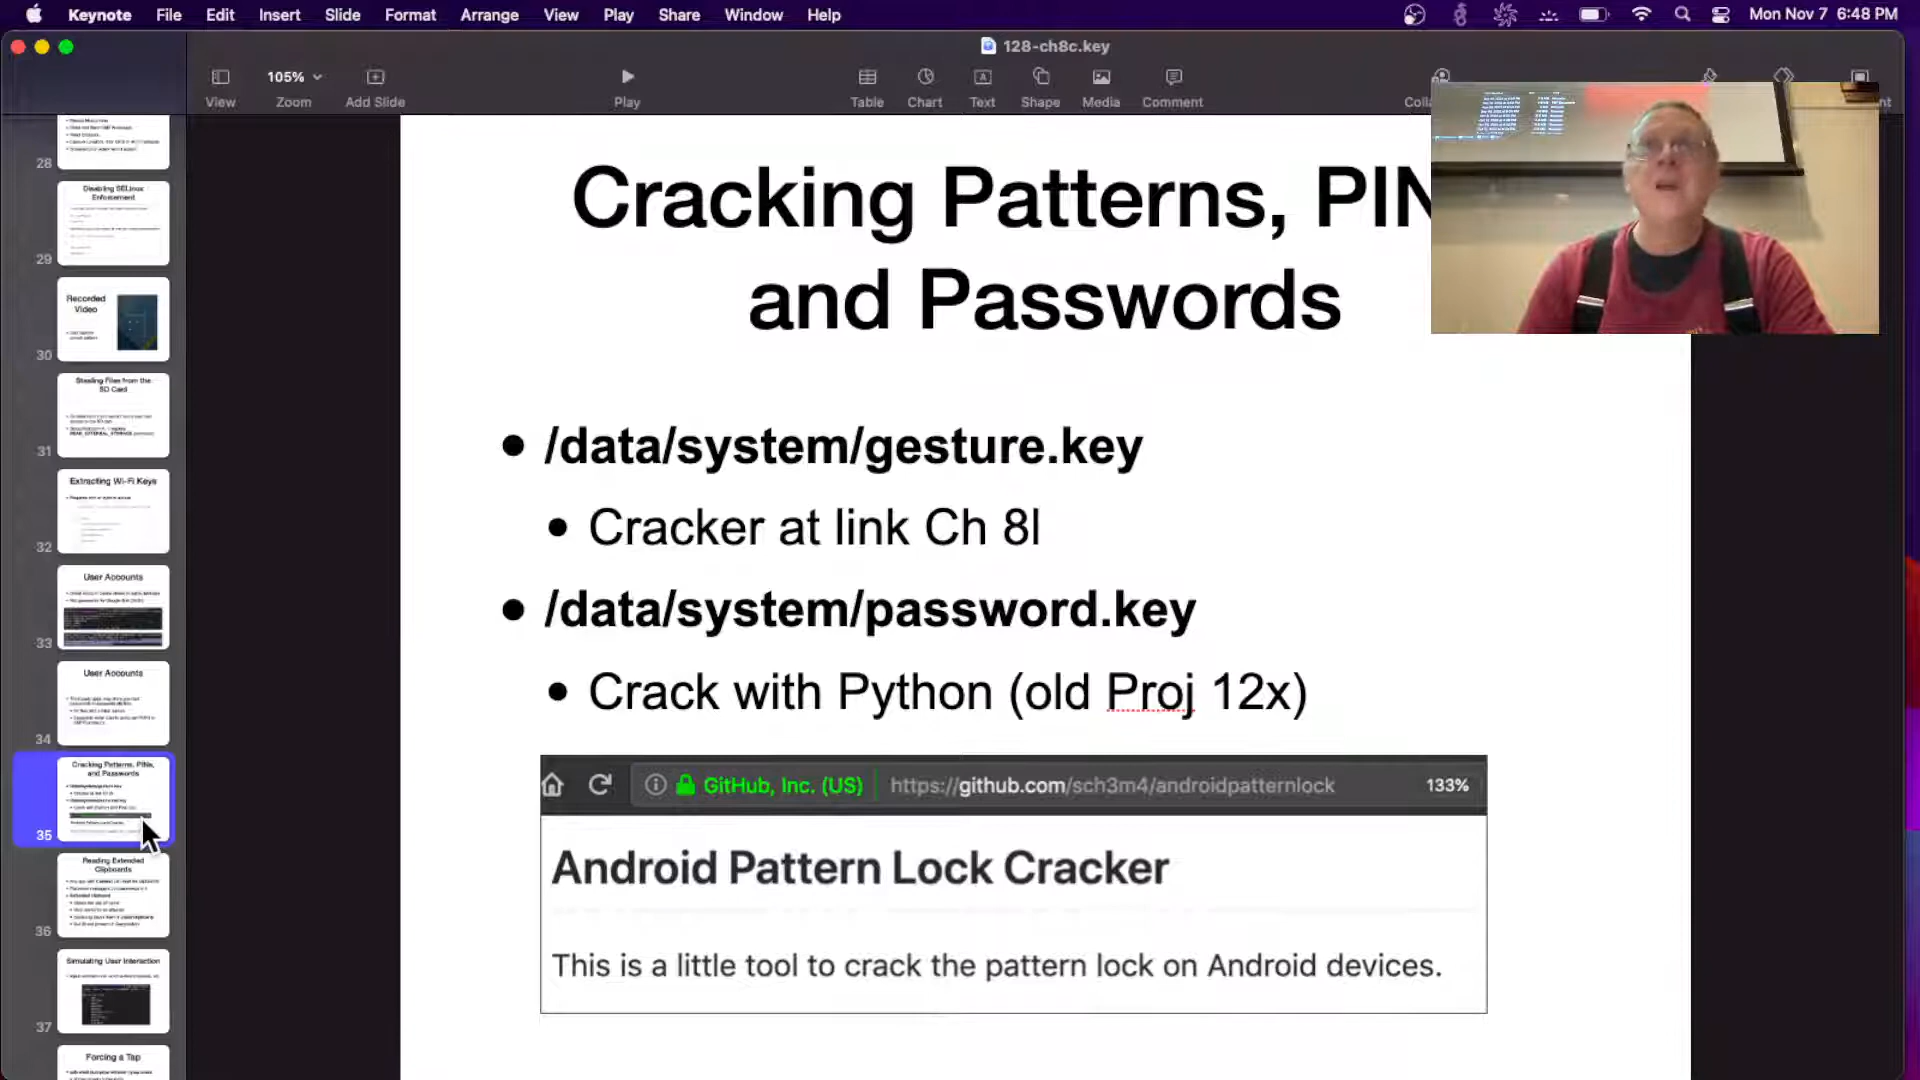 Keynote File Edit Insert Slide Format Arrange View Play Share Window Help Mon Nov 7 6:48 PM
128-ch8c.key
105%
View Zoom Add Slide Play Table Chart Text Shape Media Comment
28
Disabling SELinux
Enforcement
29
Recorded
Video
30
Stealing Files from the
SD Card
31
Extracting Wi-Fi Keys
32
User Accounts
33
User Accounts
34
Cracking Patterns, PINs,
and Passwords
35
Reading Extended
Clipboards
36
Simulating User Interaction
37
Forcing a Tap
Cracking Patterns, PIN
and Passwords
• /data/system/gesture.key
• Cracker at link Ch 8l
• /data/system/password.key
• Crack with Python (old Proj 12x)
GitHub, Inc. (US) https://github.com/sch3m4/androidpatternlock 133%
Android Pattern Lock Cracker
This is a little tool to crack the pattern lock on Android devices.